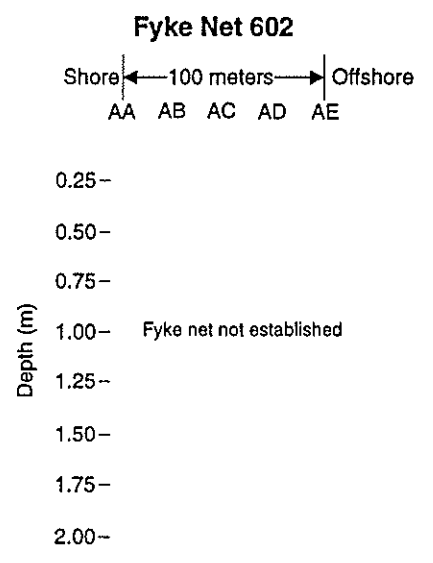 Fyke Net 602
Shore 100 meters Offshore
AA AB AC AD AE
0.25
0.50
0.75
Depth (m)
1.00 Fyke net not established
1.25
1.50
1.75
2.00